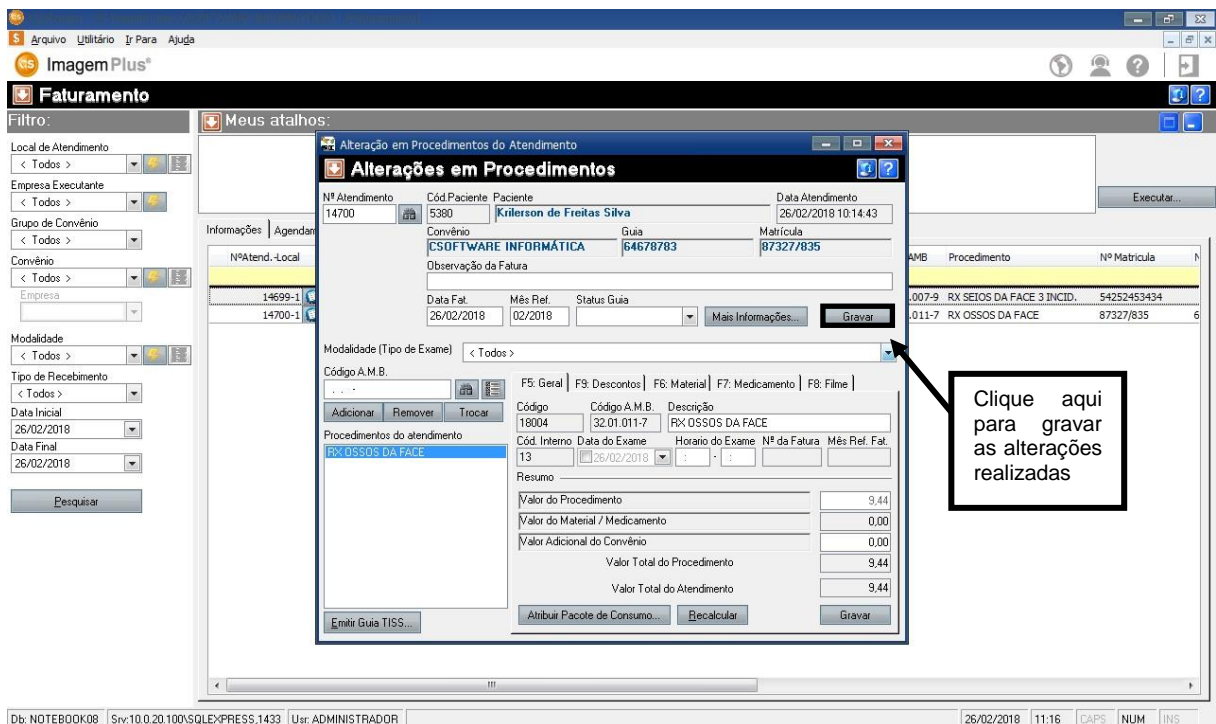 Arquivo Utilitário Ir Para Ajuda
ImagemPlus®
Faturamento
Filtro:
Meus atalhos:
Local de Atendimento
< Todos >
Empresa Executante
< Todos >
Grupo de Convênio
< Todos >
Convênio
< Todos >
Empresa
Modalidade
< Todos >
Tipo de Recebimento
< Todos >
Data Inicial
26/02/2018
Data Final
26/02/2018
Pesquisar
Executar...
Informações
NºAtend.-Local
AMB Procedimento Nº Matricula
14699-1 .007-9 RX SEIOS DA FACE 3 INCID. 54252453434
14700-1 .011-7 RX OSSOS DA FACE 87327/835 6
Alteração em Procedimentos do Atendimento
Alterações em Procedimentos
Nº Atendimento Cód.Paciente Paciente Data Atendimento
14700 5380 Krilerson de Freitas Silva 26/02/2018 10:14:43
Convênio Guia Matrícula
CSOFTWARE INFORMÁTICA 64678783 87327/835
Observação da Fatura
Data Fat. Mês Ref. Status Guia
26/02/2018 02/2018 Mais Informações... Gravar
Modalidade (Tipo de Exame) < Todos >
Código A.M.B.
. . -
Adicionar Remover Trocar
Procedimentos do atendimento
RX OSSOS DA FACE
Emitir Guia TISS...
F5: Geral F9: Descontos F6: Material F7: Medicamento F8: Filme
Código Código A.M.B. Descrição
18004 32.01.011-7 RX OSSOS DA FACE
Cód. Interno Data do Exame Horario do Exame Nº da Fatura Mês Ref. Fat.
13 26/02/2018 : - :
Resumo
Valor do Procedimento 9,44
Valor do Material / Medicamento 0,00
Valor Adicional do Convênio 0,00
Valor Total do Procedimento 9,44
Valor Total do Atendimento 9,44
Atribuir Pacote de Consumo... Recalcular Gravar
Clique aqui
para gravar
as alterações
realizadas
Db: NOTEBOOK08 Srv:10.0.20.100\SQLEXPRESS,1433 Usr: ADMINISTRADOR 26/02/2018 11:16 CAPS NUM INS